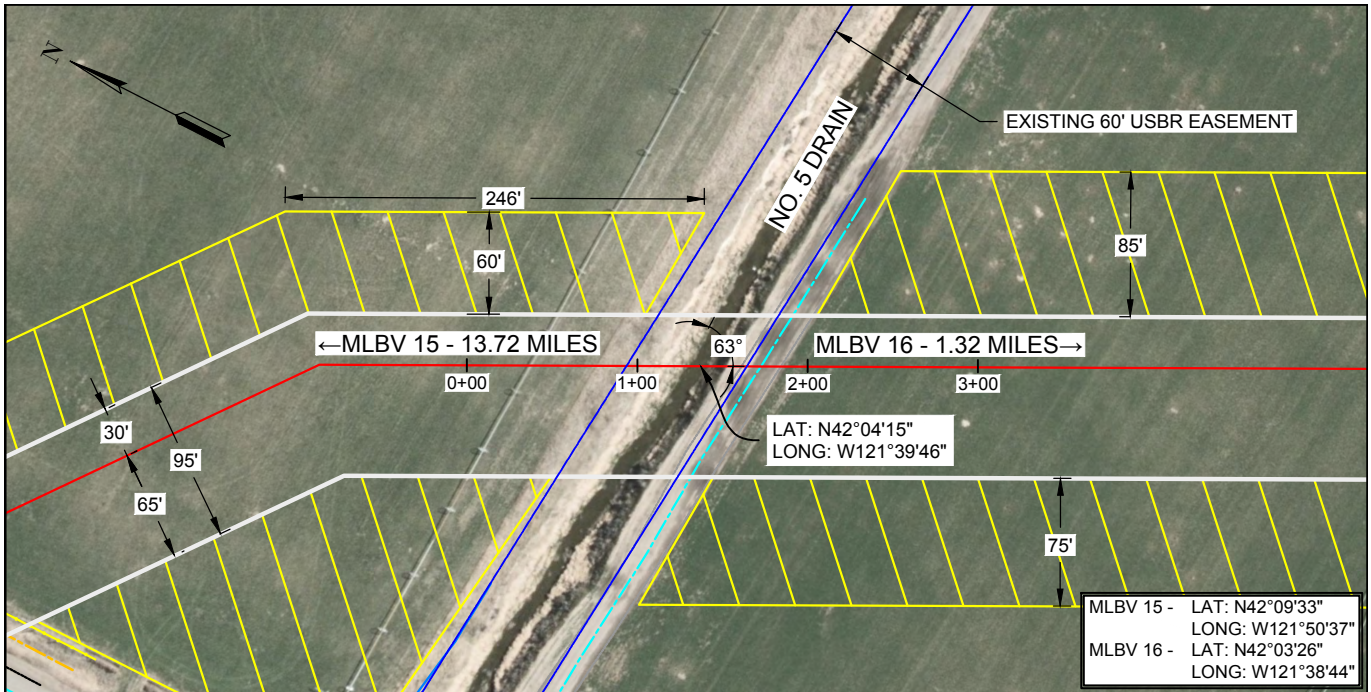 N
EXISTING 60' USBR EASEMENT
NO. 5 DRAIN
246'
60'
85'
←MLBV 15 - 13.72 MILES
63°
MLBV 16 - 1.32 MILES→
0+00
1+00
2+00
3+00
30'
95'
65'
LAT: N42°04'15"
LONG: W121°39'46"
75'
MLBV 15 - LAT: N42°09'33"
LONG: W121°50'37"
MLBV 16 - LAT: N42°03'26"
LONG: W121°38'44"